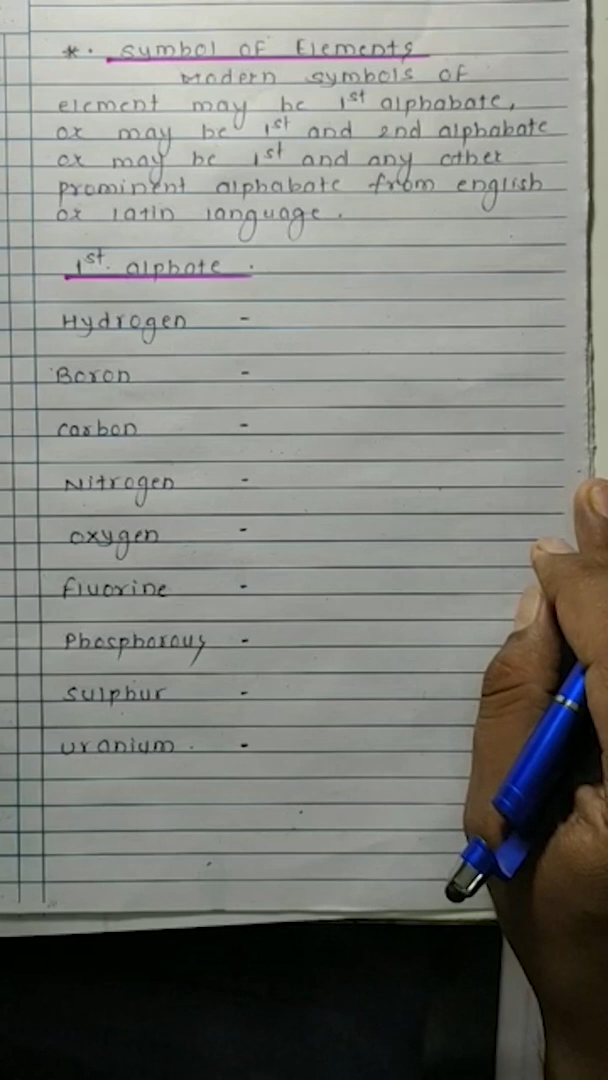 *. Symbol of Elements
Modern symbols of
element may be 1st alphabate,
or may be 1st and 2nd alphabate
or may be 1st and any other
prominent alphabate from english
or latin language.
1st. alphate.
Hydrogen -
Boron -
carbon -
Nitrogen -
oxygen -
fluorine -
Phosphorous -
Sulphur -
uranium. -